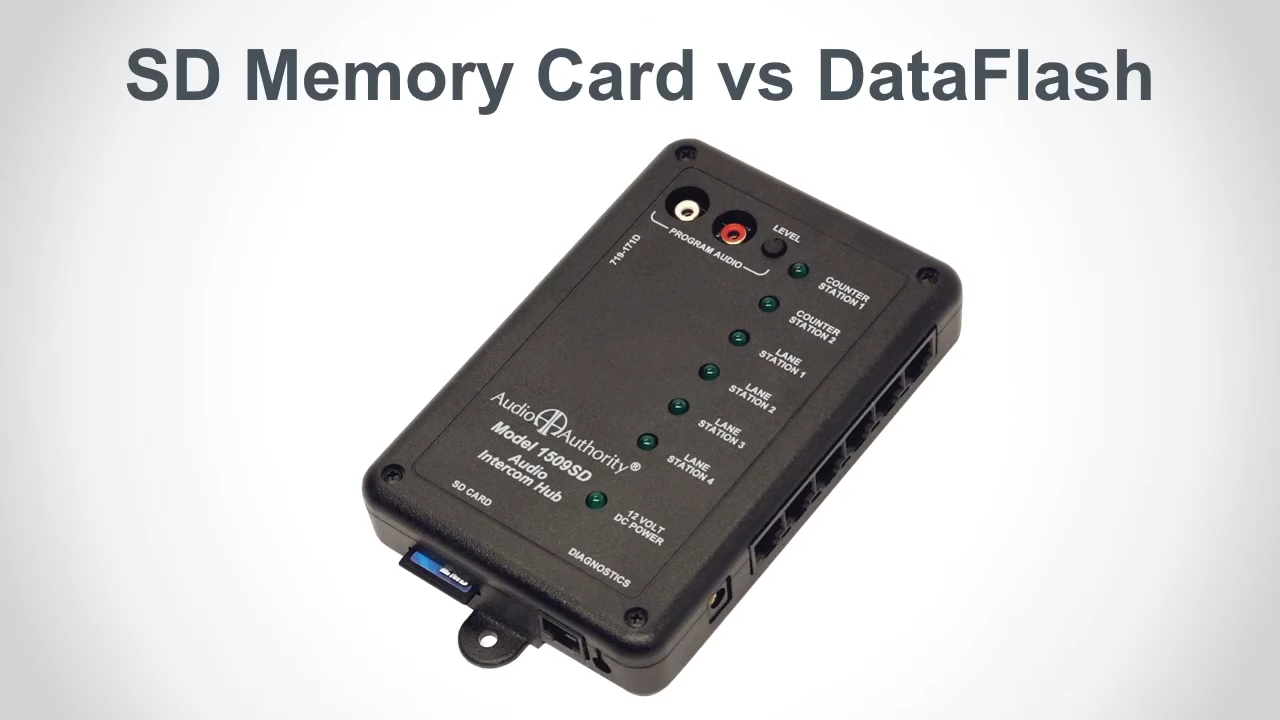 SD Memory Card vs DataFlash
PROGRAM AUDIO
LEVEL
719-171D
COUNTER
STATION 1
COUNTER
STATION 2
LANE
STATION 1
LANE
STATION 2
LANE
STATION 3
LANE
STATION 4
Audio Authority®
Model 1509SD
Audio
Intercom Hub
SD CARD
12 VOLT
DC POWER
DIAGNOSTICS